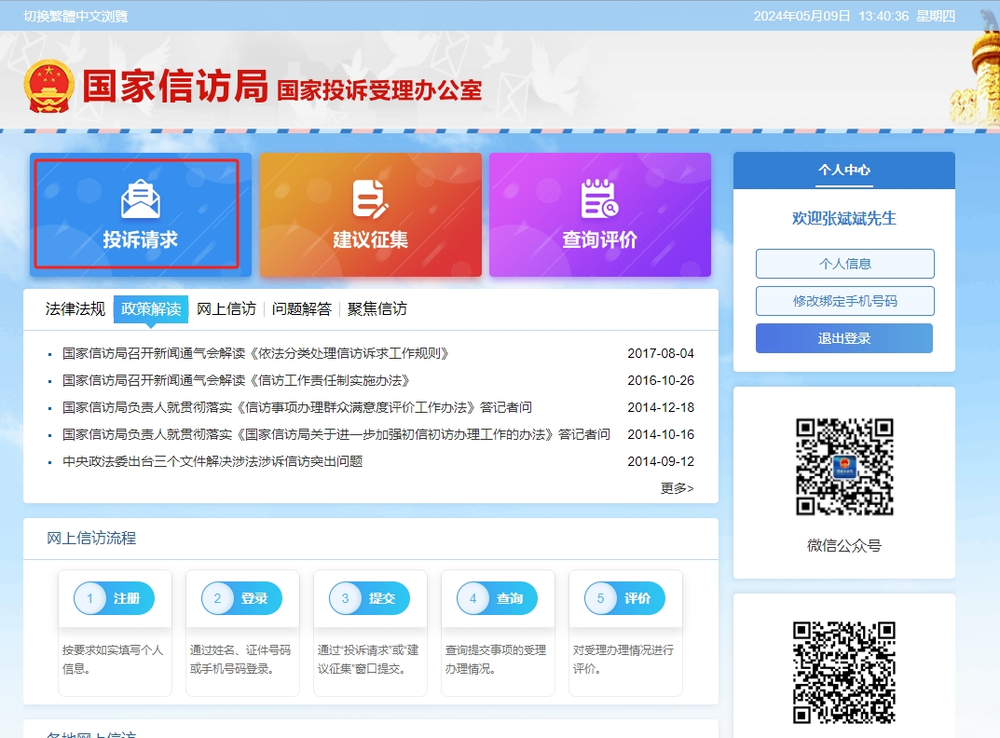 切換繁體中文浏覽
2024年05月09日 13:40:36 星期四
国家信访局 国家投诉受理办公室
投诉请求
建议征集
查询评价
个人中心
欢迎张斌斌先生
个人信息
修改绑定手机号码
退出登录
法律法规 政策解读 网上信访 问题解答 聚焦信访
国家信访局召开新闻通气会解读《依法分类处理信访诉求工作规则》 2017-08-04
国家信访局召开新闻通气会解读《信访工作责任制实施办法》 2016-10-26
国家信访局负责人就贯彻落实《信访事项办理群众满意度评价工作办法》答记者问 2014-12-18
国家信访局负责人就贯彻落实《国家信访局关于进一步加强初信初访办理工作的办法》答记者问 2014-10-16
中央政法委出台三个文件解决涉法涉诉信访突出问题 2014-09-12
更多>
微信公众号
网上信访流程
1 注册
按要求如实填写个人
信息。
2 登录
通过姓名、证件号码
或手机号码登录。
3 提交
通过“投诉请求”或“建
议征集”窗口提交。
4 查询
查询提交事项的受理
办理情况。
5 评价
对受理办理情况进行
评价。
各地网上信访